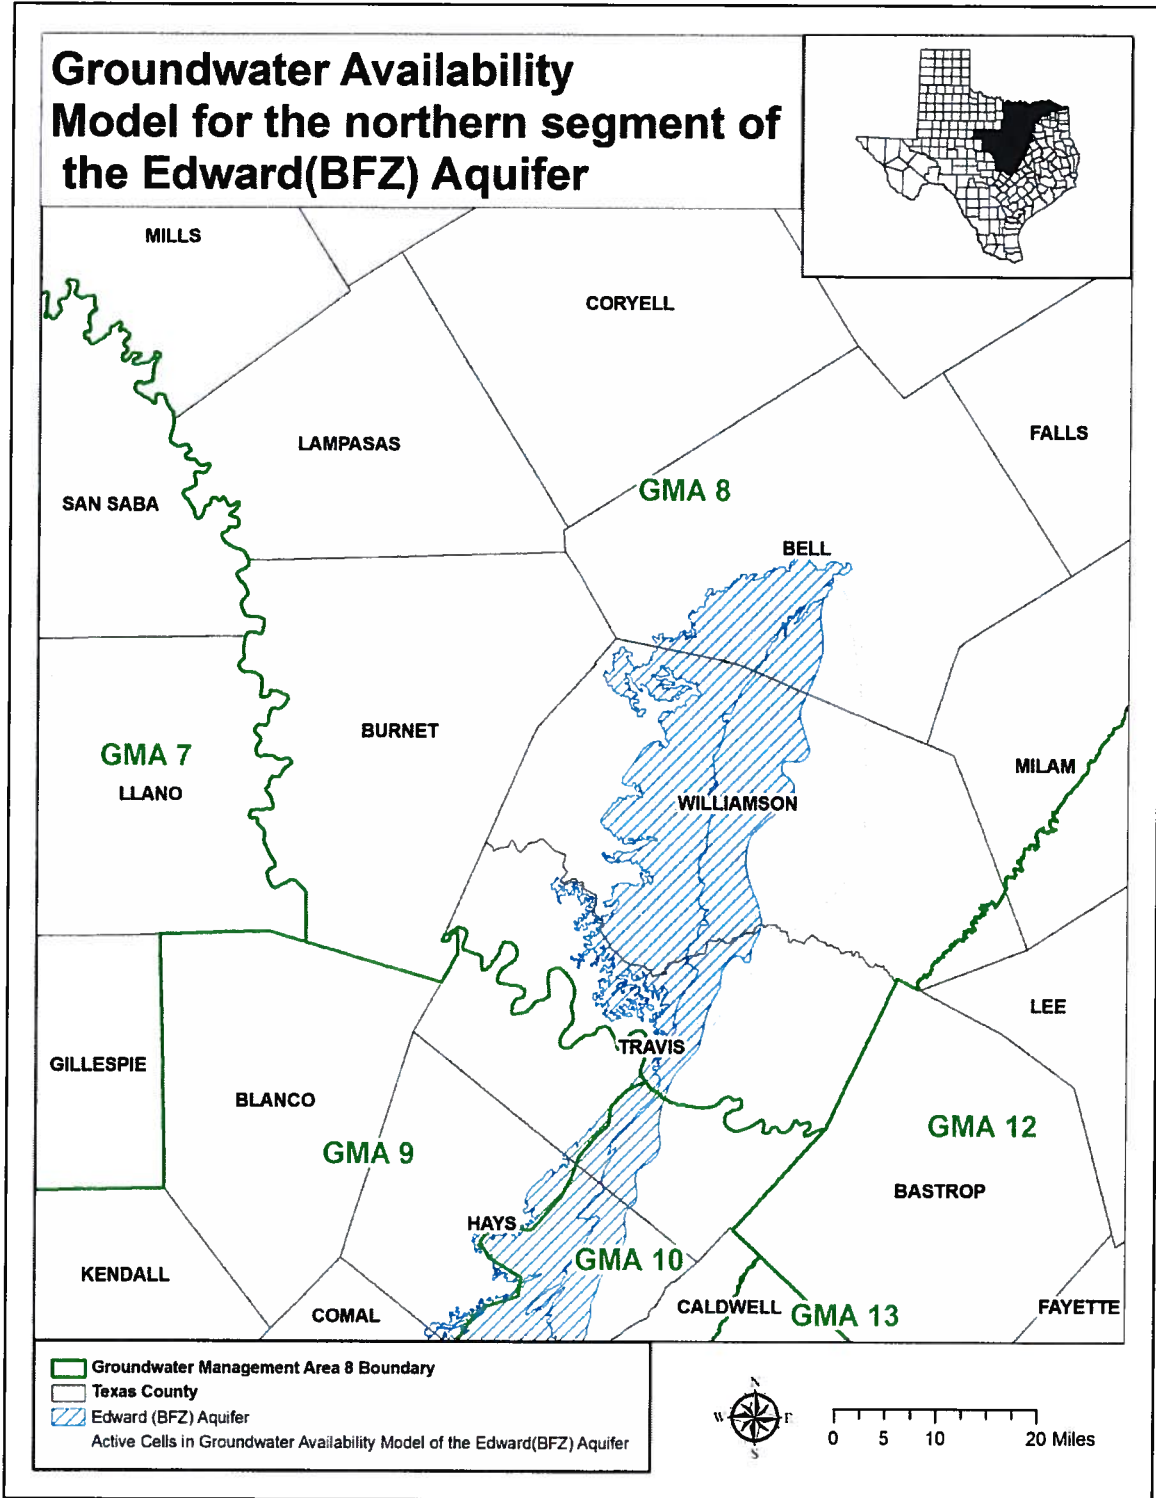 Groundwater Availability
Model for the northern segment of
the Edward(BFZ) Aquifer
MILLS
CORYELL
FALLS
LAMPASAS
GMA 8
SAN SABA
BELL
BURNET
GMA 7
LLANO
MILAM
WILLIAMSON
LEE
TRAVIS
GILLESPIE
BLANCO
GMA 12
GMA 9
BASTROP
HAYS
GMA 10
KENDALL
COMAL
CALDWELL
GMA 13
FAYETTE
Groundwater Management Area 8 Boundary
Texas County
Edward (BFZ) Aquifer
Active Cells in Groundwater Availability Model of the Edward(BFZ) Aquifer
N
W E
S
0 5 10 20 Miles